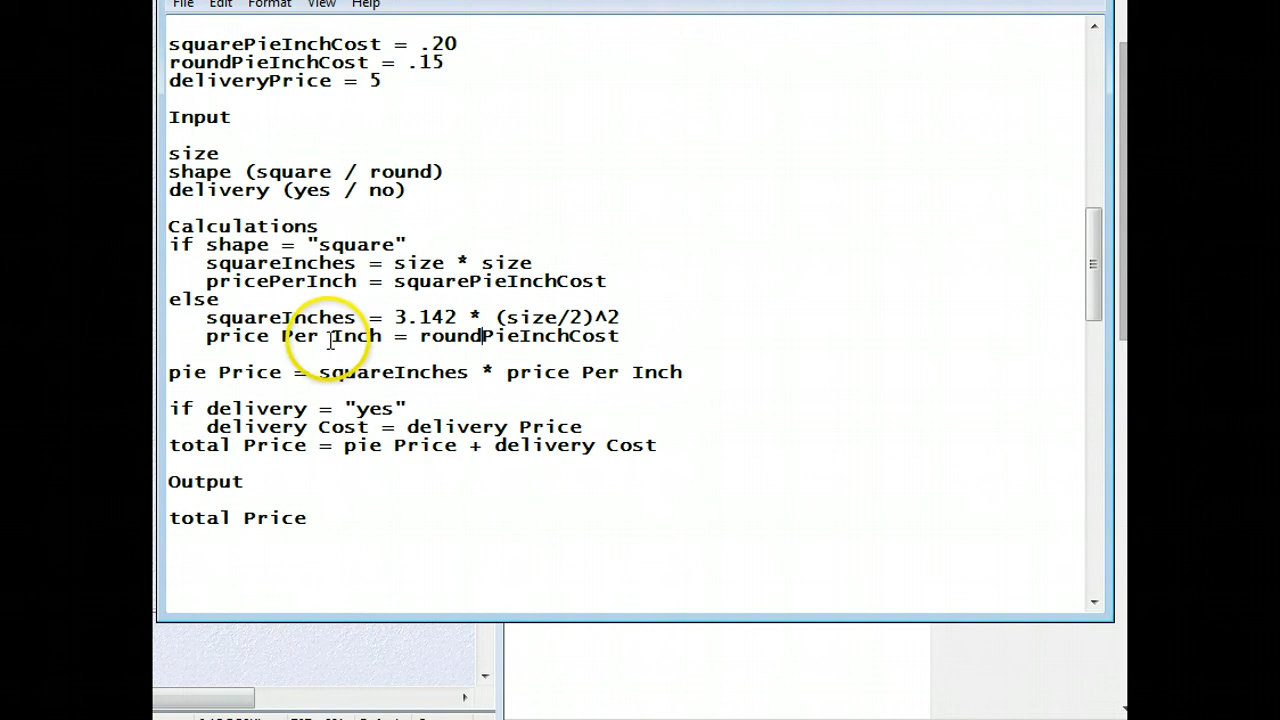 File Edit Format View Help
squarePieInchCost = .20
roundPieInchCost = .15
deliveryPrice = 5
Input
size
shape (square / round)
delivery (yes / no)
Calculations
if shape = "square"
squareInches = size * size
pricePerInch = squarePieInchCost
else
squareInches = 3.142 * (size/2)^2
price Per Inch = roundPieInchCost
pie Price = squareInches * price Per Inch
if delivery = "yes"
delivery Cost = delivery Price
total Price = pie Price + delivery Cost
Output
total Price